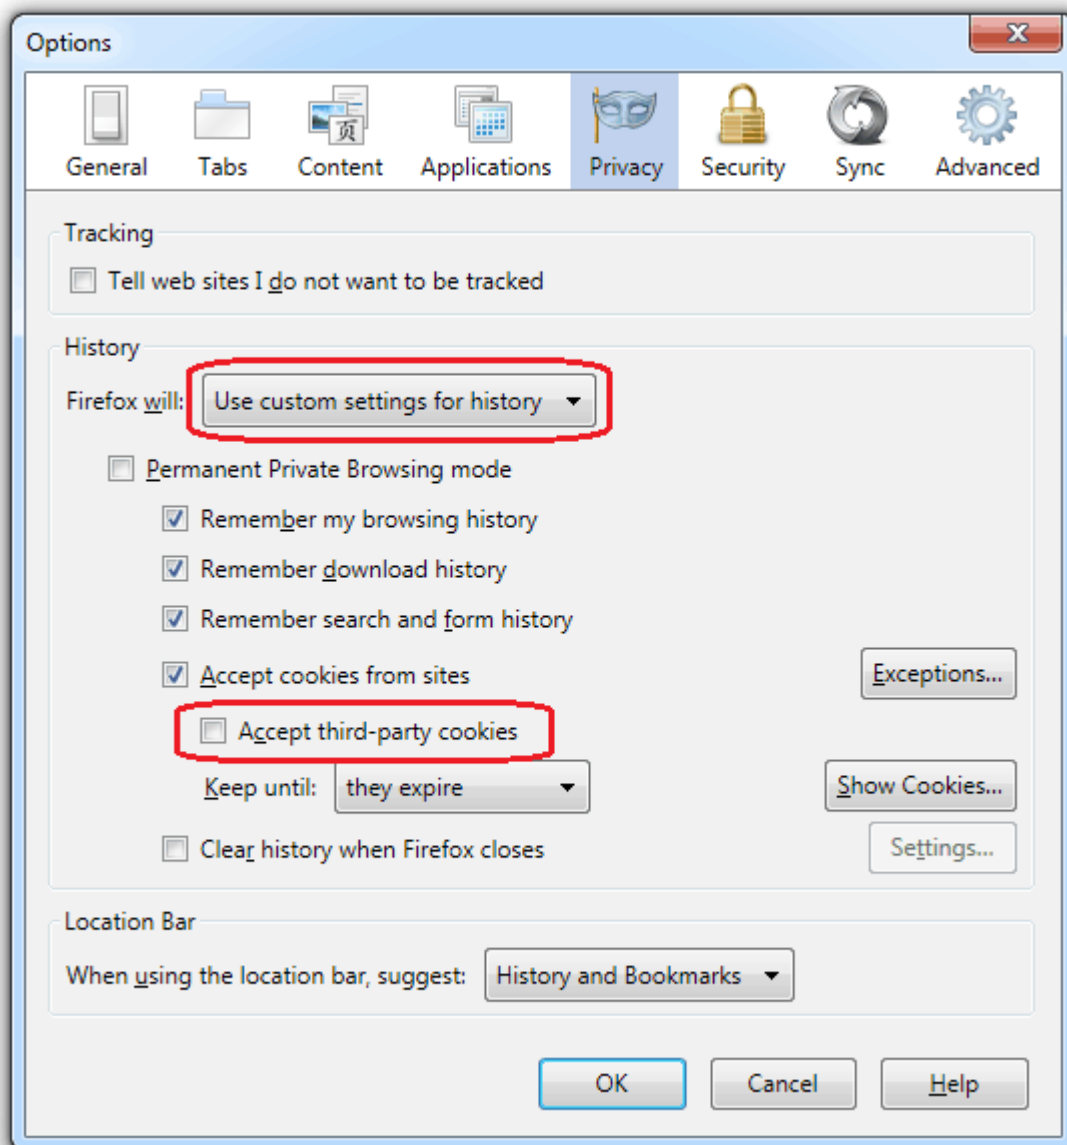 Options
页
General Tabs Content Applications Privacy Security Sync Advanced
Tracking
Tell web sites I do not want to be tracked
History
Firefox will: Use custom settings for history
Permanent Private Browsing mode
Remember my browsing history
Remember download history
Remember search and form history
Accept cookies from sites Exceptions...
Accept third-party cookies
Keep until: they expire Show Cookies...
Clear history when Firefox closes Settings...
Location Bar
When using the location bar, suggest: History and Bookmarks
OK Cancel Help